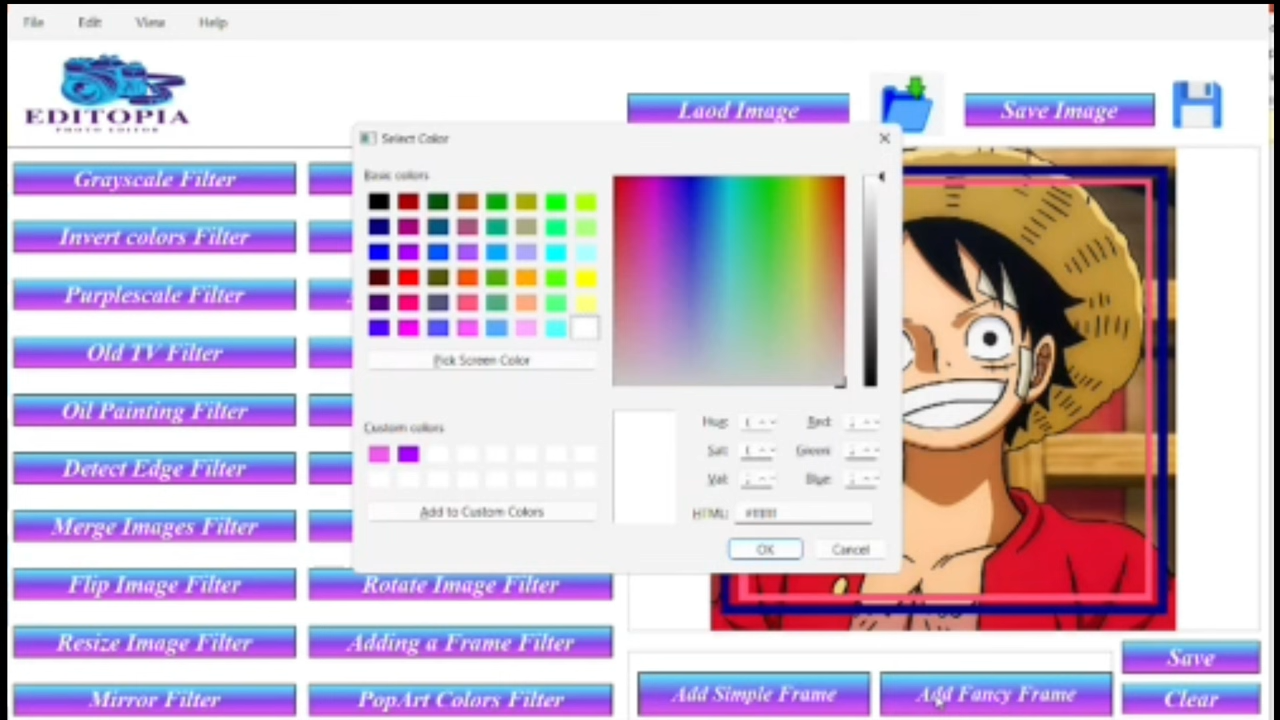 File Edit View Help
EDITOPIA
PHOTO EDITOR
Laod Image
Save Image
Select Color
Basic colors
Pick Screen Color
Custom colors
Add to Custom Colors
Hue:
Sat:
Val:
Red:
Green:
Blue:
HTML: #ffffff
OK
Cancel
Grayscale Filter
Invert colors Filter
Purplescale Filter
Old TV Filter
Oil Painting Filter
Detect Edge Filter
Merge Images Filter
Flip Image Filter
Rotate Image Filter
Resize Image Filter
Adding a Frame Filter
Mirror Filter
PopArt Colors Filter
Add Simple Frame
Add Fancy Frame
Save
Clear